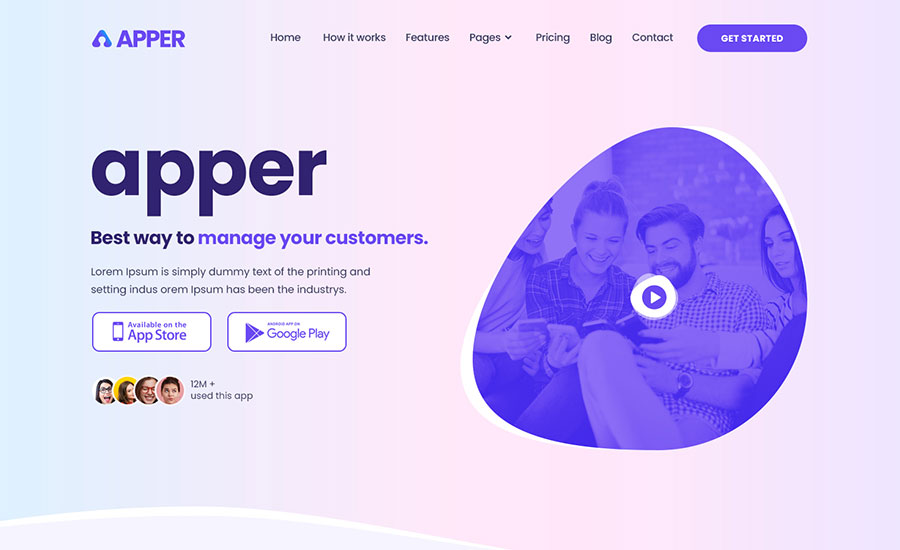 APPER
Home How it works Features Pages Pricing Blog Contact GET STARTED
apper
Best way to manage your customers.
Lorem Ipsum is simply dummy text of the printing and
setting indus orem Ipsum has been the industrys.
Available on the
App Store
ANDROID APP ON
Google Play
12M +
used this app